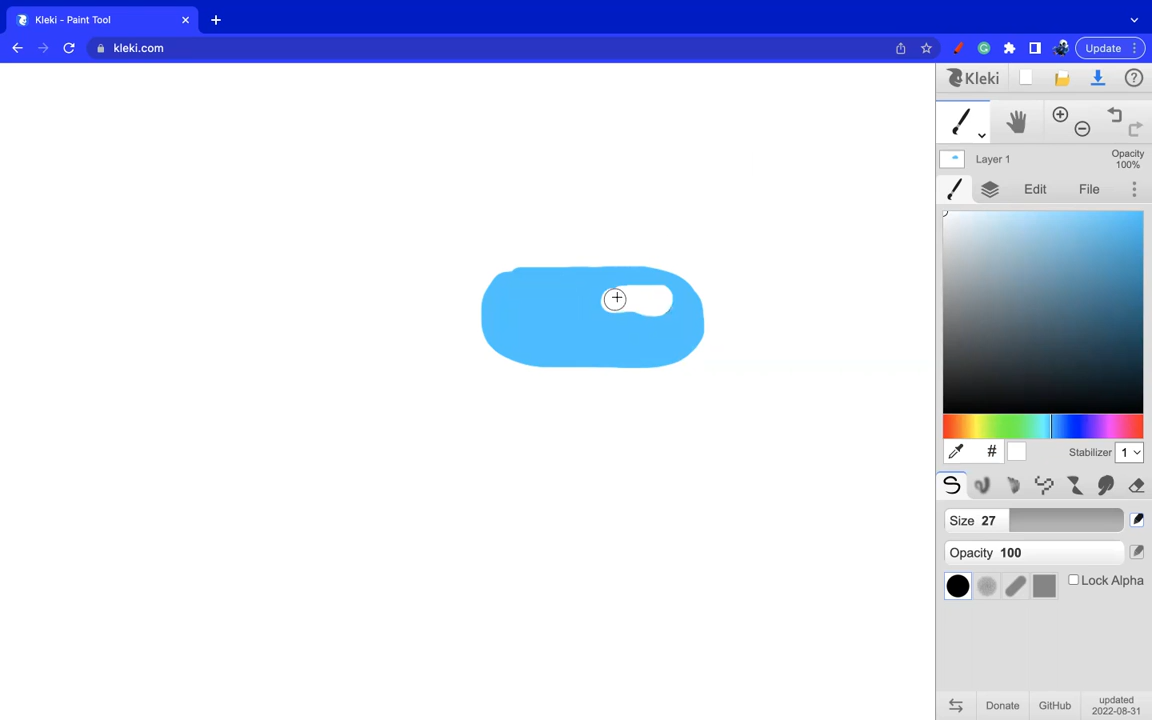 Kleki - Paint Tool
kleki.com
Update
Kleki
Layer 1
Opacity
100%
Edit
File
#
Stabilizer 1
Size 27
Opacity 100
Lock Alpha
Donate
GitHub
updated
2022-08-31